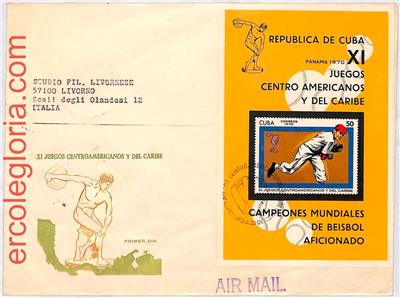 ercolegloria.com
STUDIO FIL. LIVORNESE
57100 LIVORNO
Scali degli Olandesi 12
ITALIA
REPUBLICA DE CUBA
PANAMA 1970 XI
JUEGOS
CENTRO AMERICANOS
Y DEL CARIBE
CUBA
CORREOS
1970
50
XI JUEGOS CENTROAMERICANOS Y DEL CARIBE
CAMPEONES MUNDIALES
DE BEISBOL
AFICIONADO
XI JUEGOS CENTROAMERICANOS Y DEL CARIBE
PRIMER DIA
AIR MAIL